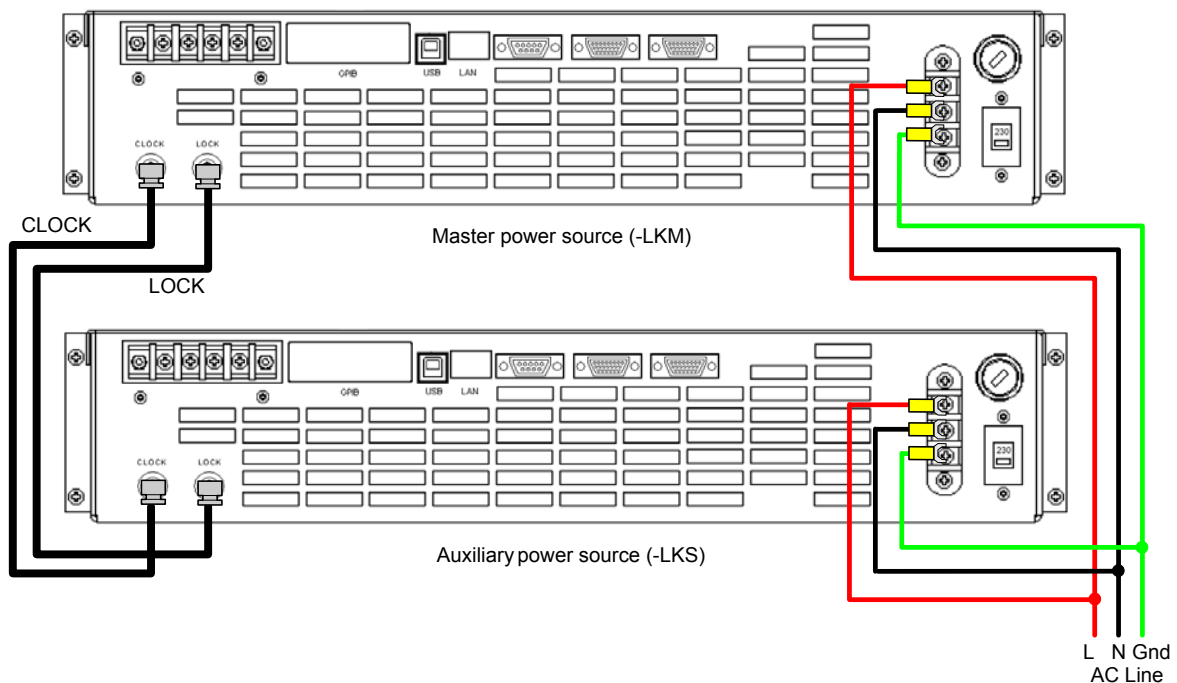 GPIB
USB
LAN
230
CLOCK
LOCK
CLOCK
Master power source (-LKM)
LOCK
GPIB
USB
LAN
230
CLOCK
LOCK
Auxiliary power source (-LKS)
L N Gnd
AC Line